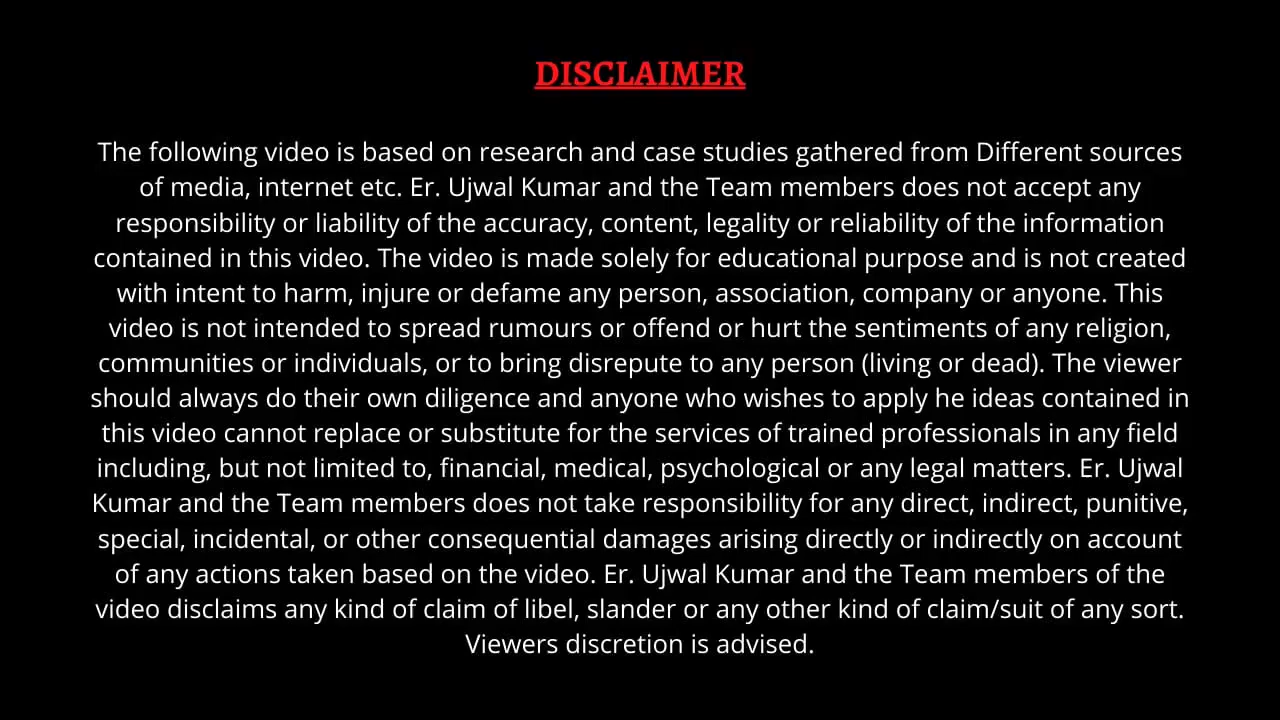 DISCLAIMER
The following video is based on research and case studies gathered from Different sources
of media, internet etc. Er. Ujwal Kumar and the Team members does not accept any
responsibility or liability of the accuracy, content, legality or reliability of the information
contained in this video. The video is made solely for educational purpose and is not created
with intent to harm, injure or defame any person, association, company or anyone. This
video is not intended to spread rumours or offend or hurt the sentiments of any religion,
communities or individuals, or to bring disrepute to any person (living or dead). The viewer
should always do their own diligence and anyone who wishes to apply he ideas contained in
this video cannot replace or substitute for the services of trained professionals in any field
including, but not limited to, financial, medical, psychological or any legal matters. Er. Ujwal
Kumar and the Team members does not take responsibility for any direct, indirect, punitive,
special, incidental, or other consequential damages arising directly or indirectly on account
of any actions taken based on the video. Er. Ujwal Kumar and the Team members of the
video disclaims any kind of claim of libel, slander or any other kind of claim/suit of any sort.
Viewers discretion is advised.